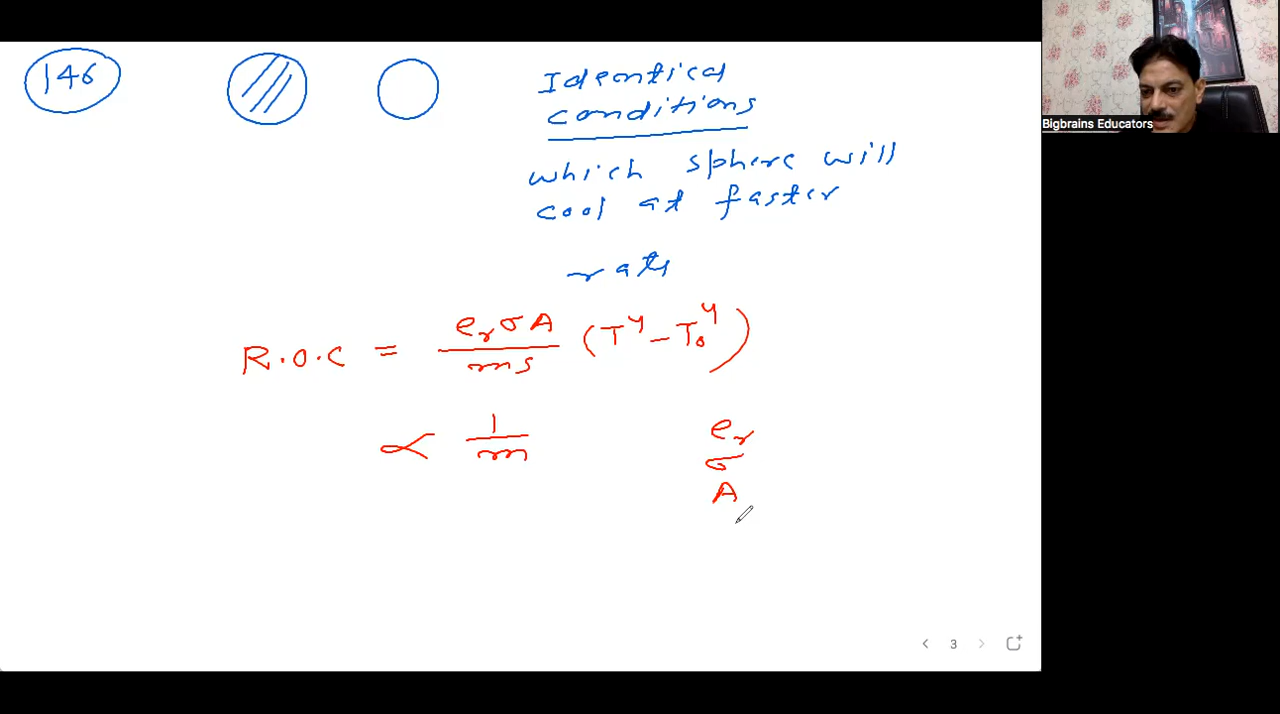 146
Identical
conditions
which sphere will
cool at faster
rate
R.O.C = e_r σ A / ms (T⁴ - T₀⁴)
∝ 1/m
e_r
σ
A
3
Bigbrains Educators